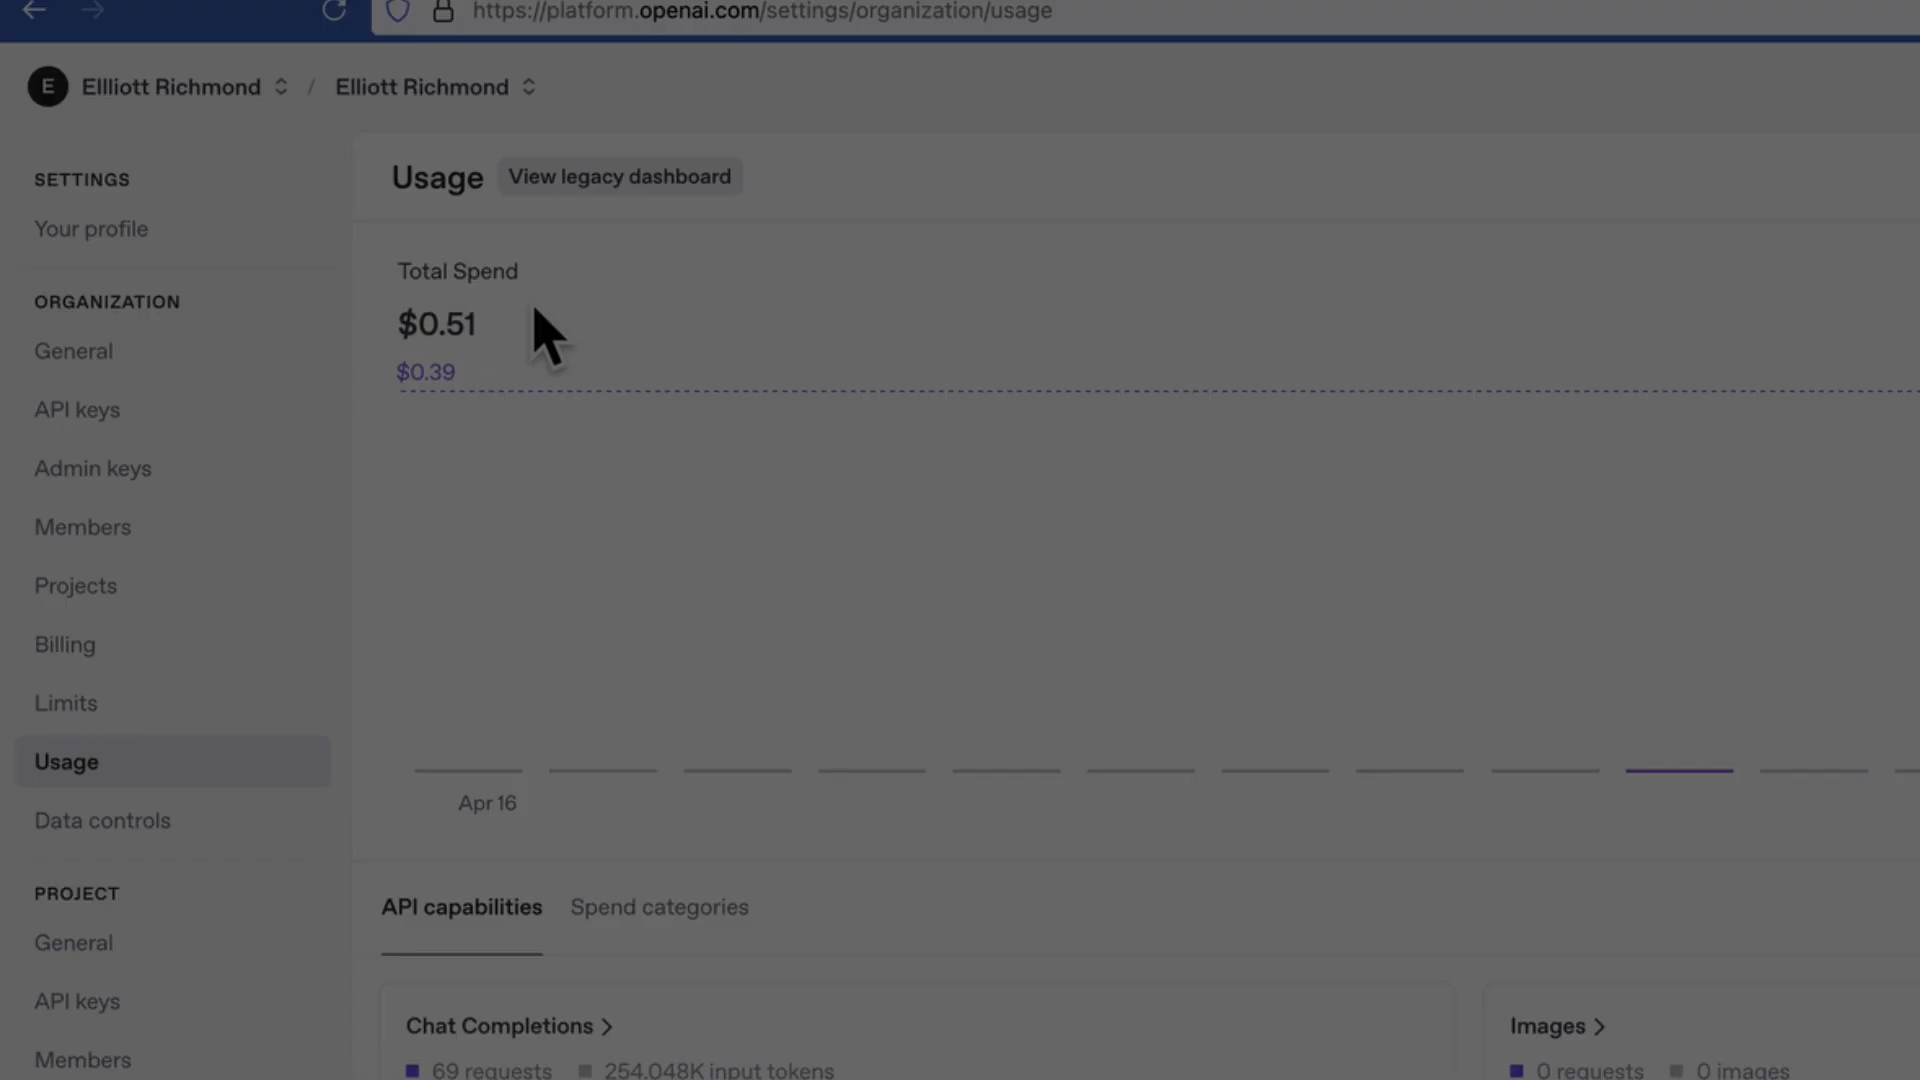 https://platform.openai.com/settings/organization/usage
E Ellliott Richmond / Elliott Richmond
SETTINGS
Your profile
ORGANIZATION
General
API keys
Admin keys
Members
Projects
Billing
Limits
Usage
Data controls
PROJECT
General
API keys
Members
Usage View legacy dashboard
Total Spend
$0.51
$0.39
Apr 16
API capabilities Spend categories
Chat Completions
69 requests 254.048K input tokens
Images
0 requests 0 images